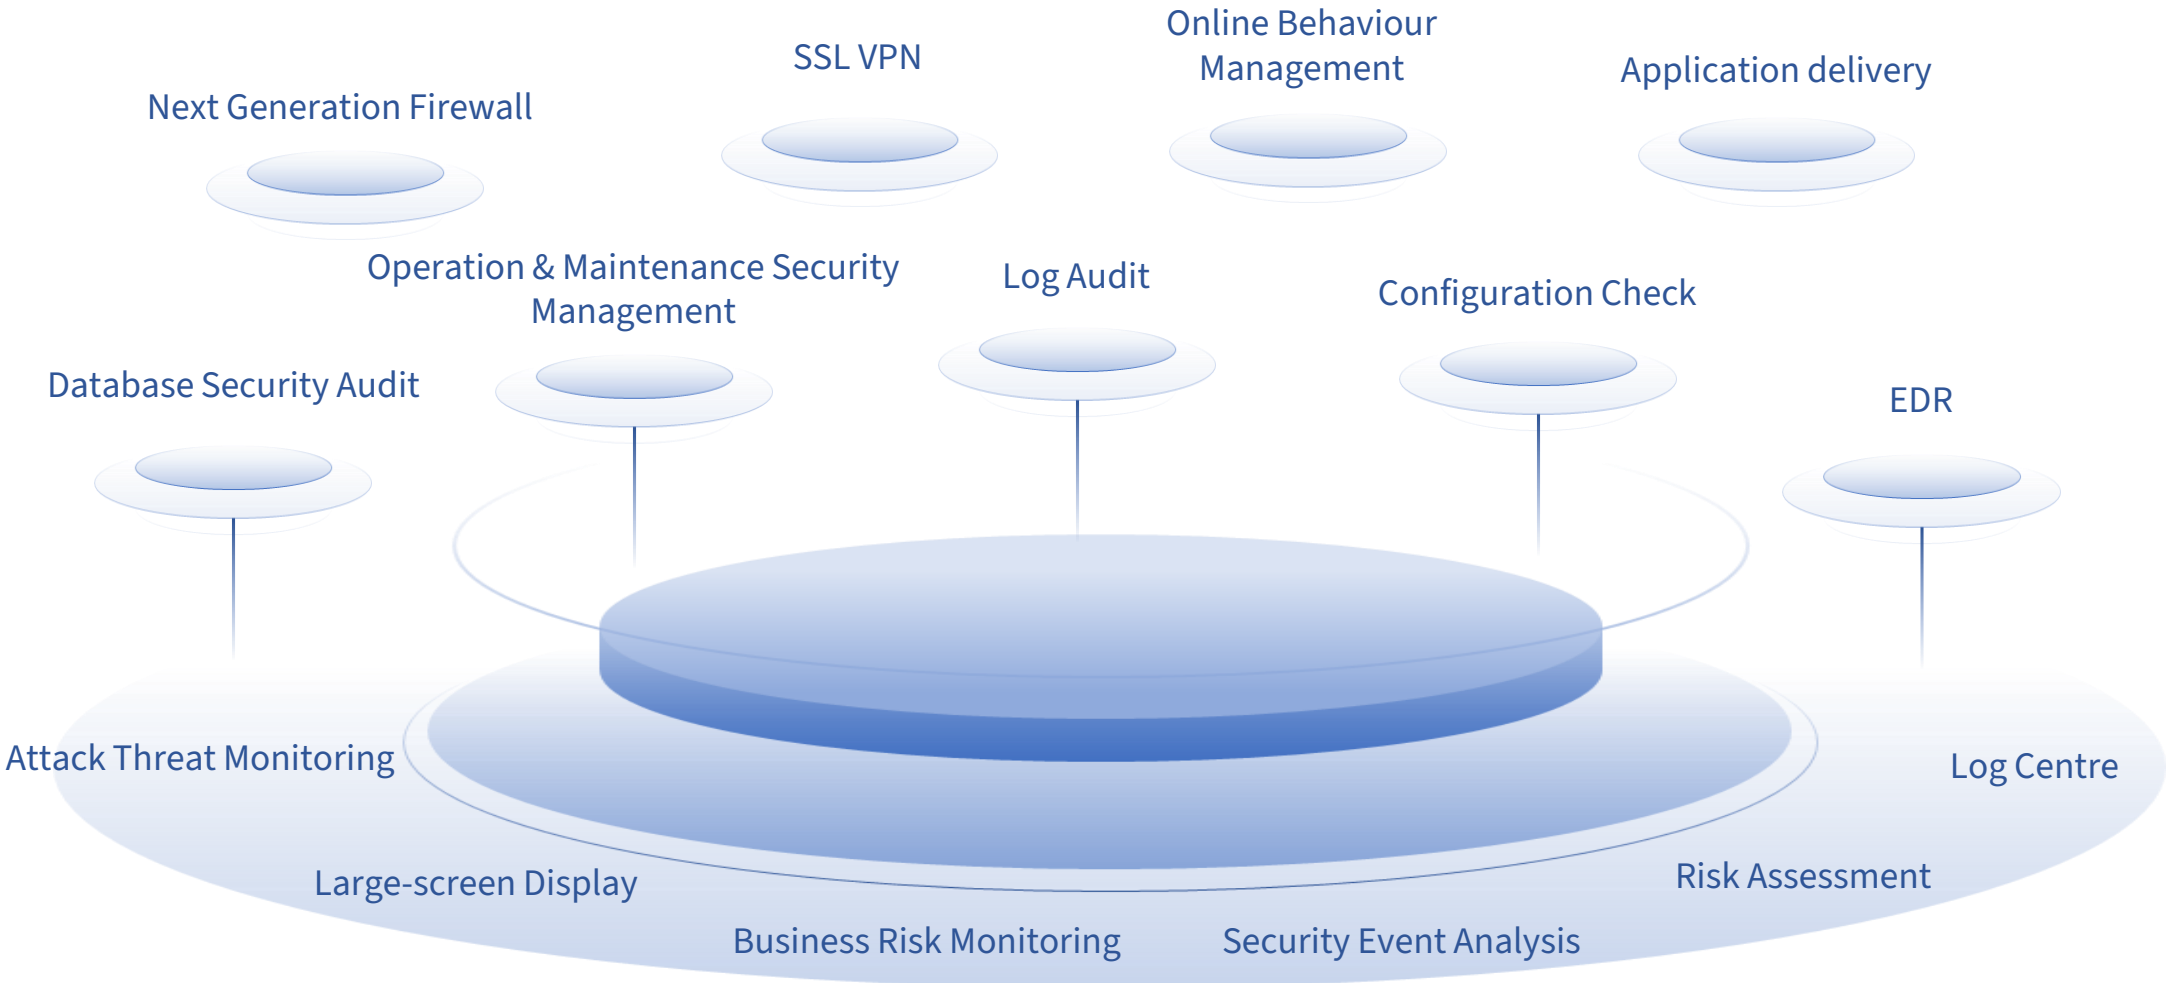 Online Behaviour
Management
SSL VPN
Application delivery
Next Generation Firewall
Operation & Maintenance Security
Management
Log Audit
Configuration Check
Database Security Audit
EDR
Attack Threat Monitoring
Log Centre
Large-screen Display
Risk Assessment
Business Risk Monitoring
Security Event Analysis